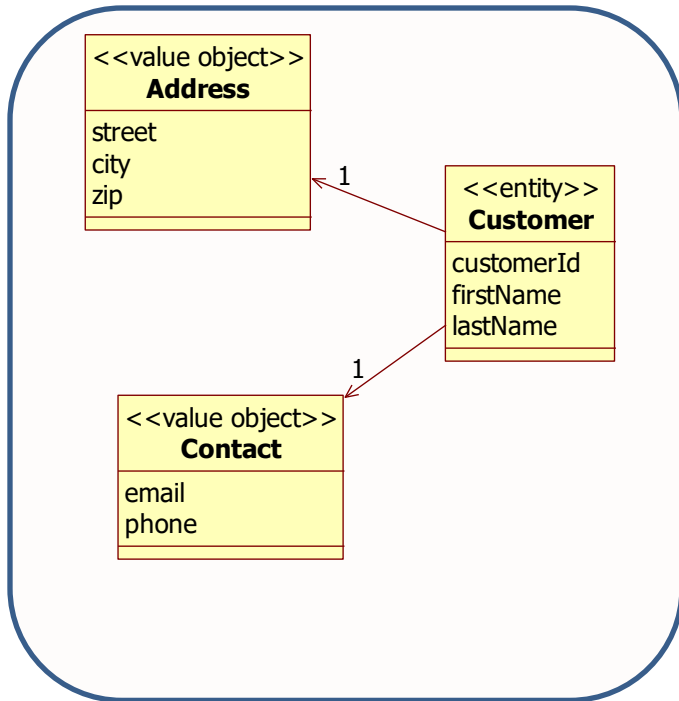 <<value object>>
Address
street
city
zip
1
<<entity>>
Customer
customerId
firstName
lastName
1
<<value object>>
Contact
email
phone